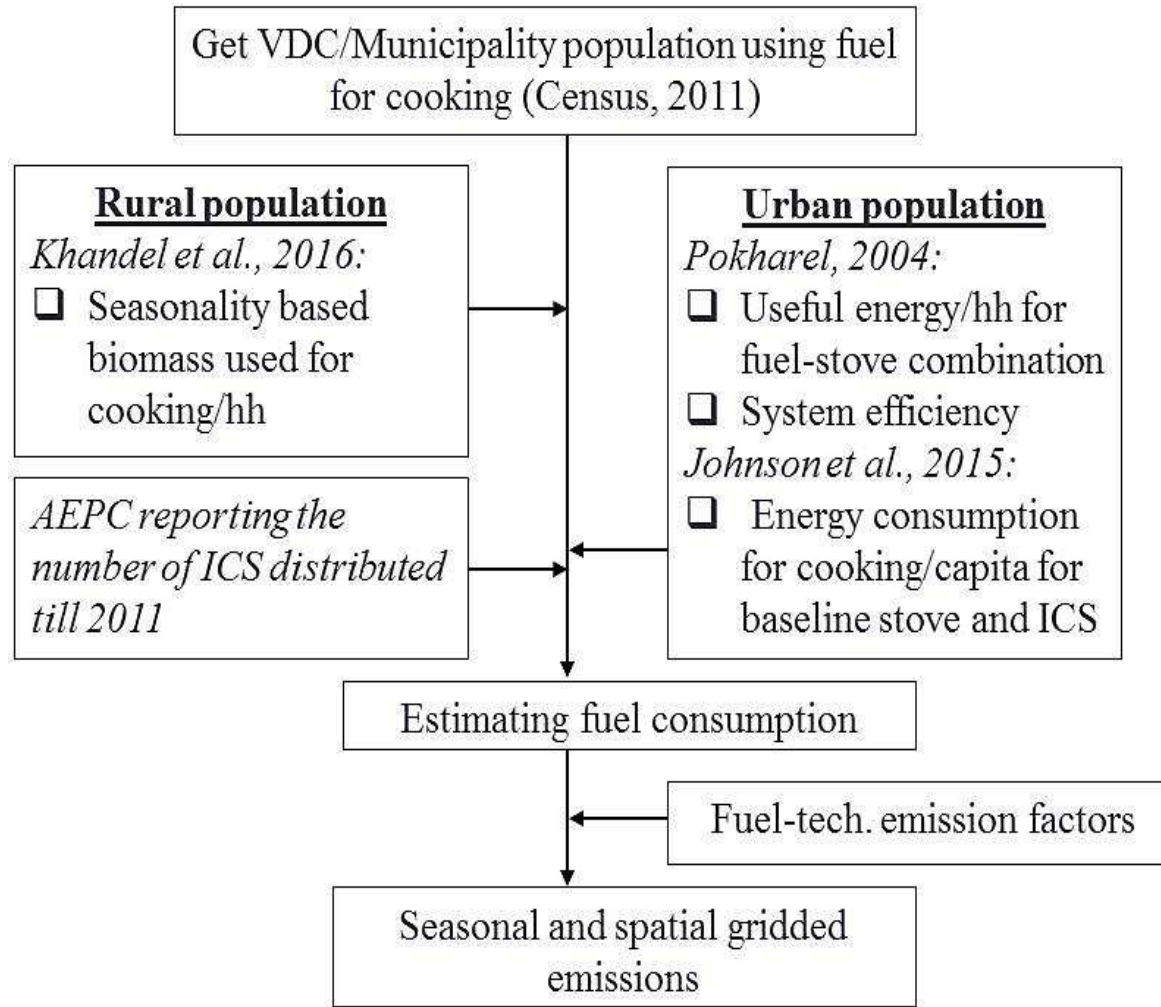 Get VDC/Municipality population using fuel
for cooking (Census, 2011)
Rural population
Khandel et al., 2016:
❑ Seasonality based
biomass used for
cooking/hh
AEPC reporting the
number of ICS distributed
till 2011
Urban population
Pokharel, 2004:
❑ Useful energy/hh for
fuel-stove combination
❑ System efficiency
Johnson et al., 2015:
❑ Energy consumption
for cooking/capita for
baseline stove and ICS
Estimating fuel consumption
Fuel-tech. emission factors
Seasonal and spatial gridded
emissions